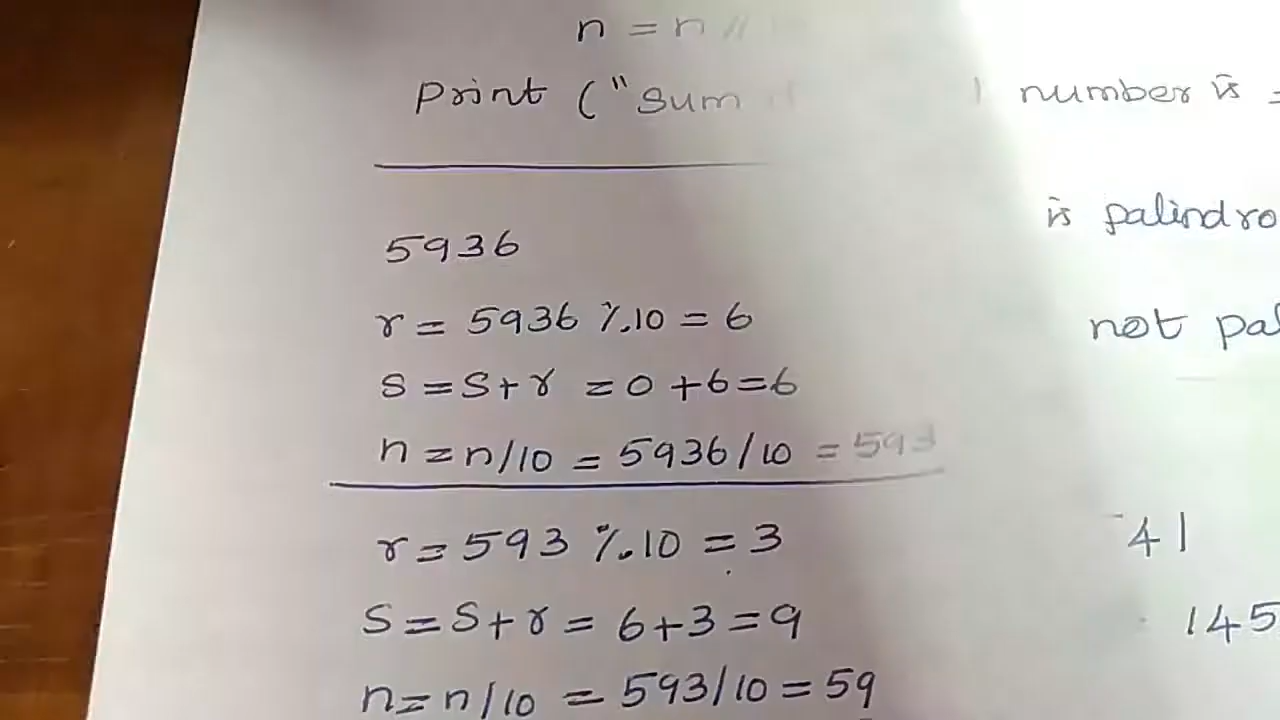 n = n //
print ("Sum number is =
is palindro
5936
r = 5936 %10 = 6
not pal
s = s+r = 0+6=6
n = n/10 = 5936/10 = 593
r = 593 %10 = 3
41
s = s+r = 6+3=9
145
n= n/10 = 593/10 = 59